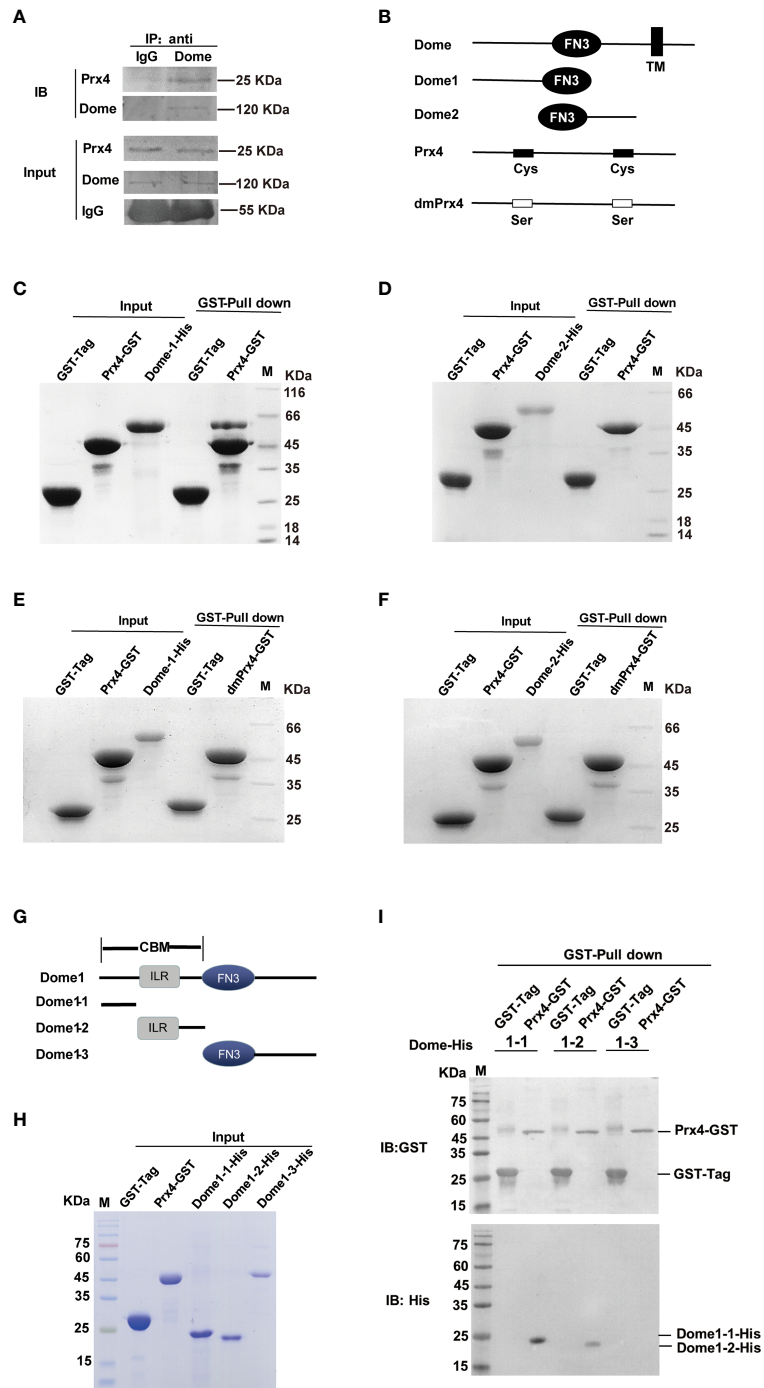 A
IP: anti
IgG Dome
IB
Prx4
25 KDa
Dome
120 KDa
Input
Prx4
25 KDa
Dome
120 KDa
IgG
55 KDa
B
Dome
FN3
TM
Dome1
FN3
Dome2
FN3
Prx4
Cys Cys
dmPrx4
Ser Ser
C
Input
GST-Pull down
GST-Tag
Prx4-GST
Dome-1-His
GST-Tag
Prx4-GST
M
KDa
116
66
45
35
25
18
14
D
Input
GST-Pull down
GST-Tag
Prx4-GST
Dome-2-His
GST-Tag
Prx4-GST
M
KDa
66
45
35
25
18
14
E
Input
GST-Pull down
GST-Tag
Prx4-GST
Dome-1-His
GST-Tag
dmPrx4-GST
M
KDa
66
45
35
25
F
Input
GST-Pull down
GST-Tag
Prx4-GST
Dome-2-His
GST-Tag
dmPrx4-GST
M
KDa
66
45
35
25
G
CBM
Dome1
ILR
FN3
Dome1-1
Dome1-2
ILR
Dome1-3
FN3
H
Input
KDa
M
GST-Tag
Prx4-GST
Dome1-1-His
Dome1-2-His
Dome1-3-His
75
60
45
35
25
15
I
GST-Pull down
GST-Tag
Prx4-GST
GST-Tag
Prx4-GST
GST-Tag
Prx4-GST
Dome-His
1-1 1-2 1-3
KDa M
75
60
45
35
25
15
IB:GST
Prx4-GST
GST-Tag
75
60
45
35
25
15
IB: His
Dome1-1-His
Dome1-2-His